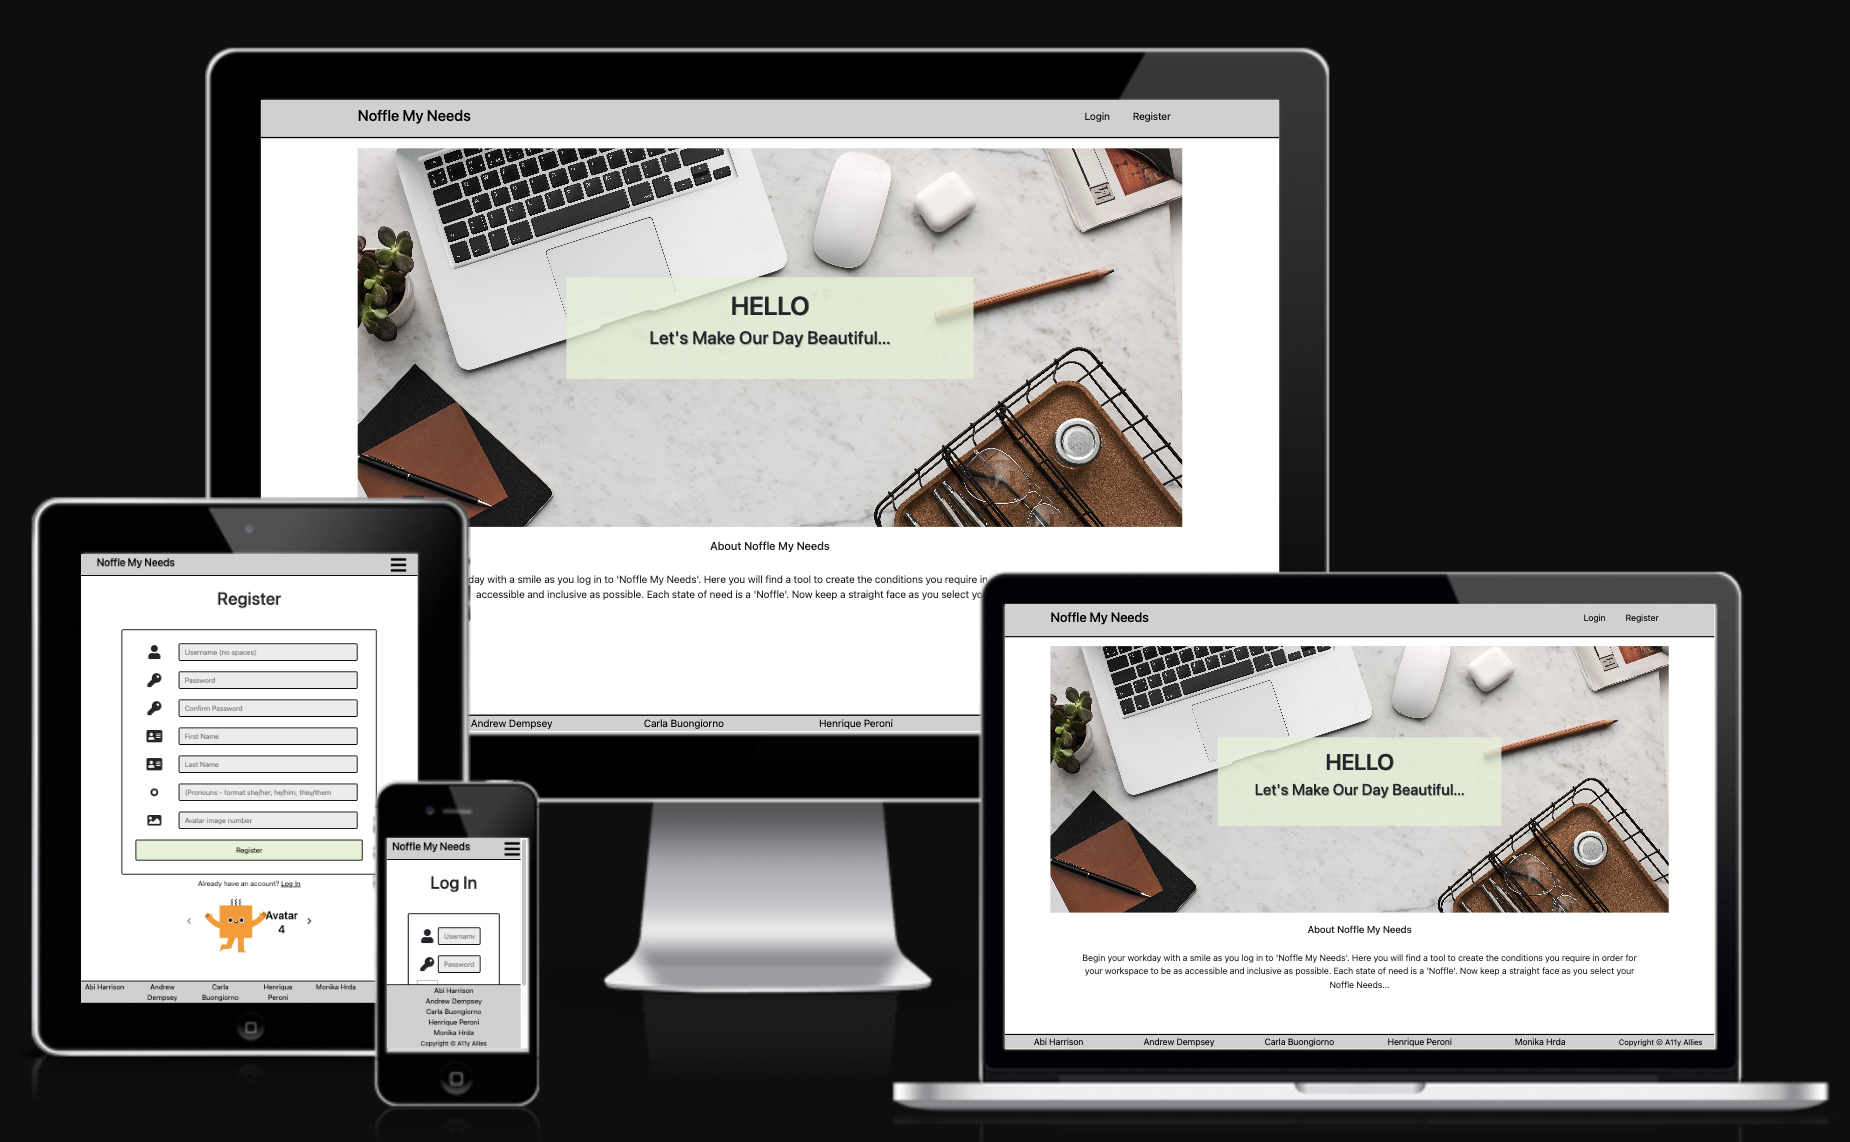 Noffle My Needs
Login Register
HELLO
Let's Make Our Day Beautiful...
About Noffle My Needs
day with a smile as you log in to 'Noffle My Needs'. Here you will find a tool to create the conditions you require in
accessible and inclusive as possible. Each state of need is a 'Noffle'. Now keep a straight face as you select
Andrew Dempsey Carla Buongiorno Henrique Peroni
Noffle My Needs
Register
Username (no spaces)
Password
Confirm Password
First Name
Last Name
(Pronouns - format she/her, he/him, they/them
Avatar image number
Register
Already have an account? Log In
Avatar
4
Abi Harrison Andrew Carla Henrique Monika Hrda
Dempsey Buongiorno Peroni
Noffle My Needs
Log In
Username
Password
Abi Harrison
Andrew Dempsey
Carla Buongiorno
Henrique Peroni
Monika Hrda
Copyright © A11y Allies
Noffle My Needs
Login Register
HELLO
Let's Make Our Day Beautiful...
About Noffle My Needs
Begin your workday with a smile as you log in to 'Noffle My Needs'. Here you will find a tool to create the conditions you require in order for
your workspace to be as accessible and inclusive as possible. Each state of need is a 'Noffle'. Now keep a straight face as you select your
Noffle Needs...
Abi Harrison Andrew Dempsey Carla Buongiorno Henrique Peroni Monika Hrda Copyright © A11y Allies